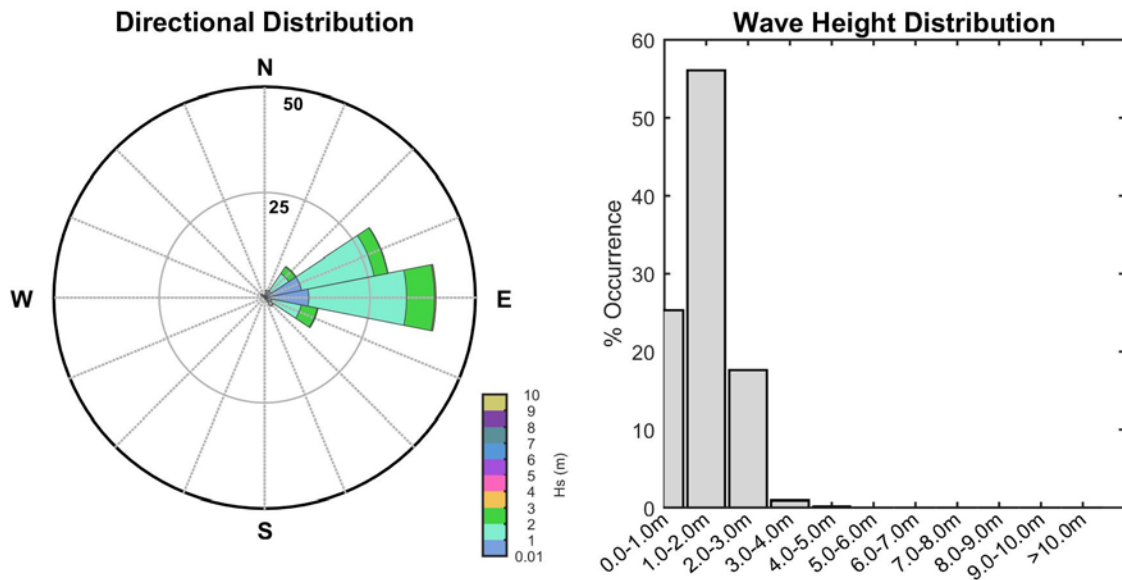 Directional Distribution
N
50
25
W
E
S
10
9
8
7
6
5
4
3
2
1
0.01
Hs (m)
Wave Height Distribution
60
50
40
30
20
10
0
% Occurrence
0.0-1.0m
1.0-2.0m
2.0-3.0m
3.0-4.0m
4.0-5.0m
5.0-6.0m
6.0-7.0m
7.0-8.0m
8.0-9.0m
9.0-10.0m
>10.0m